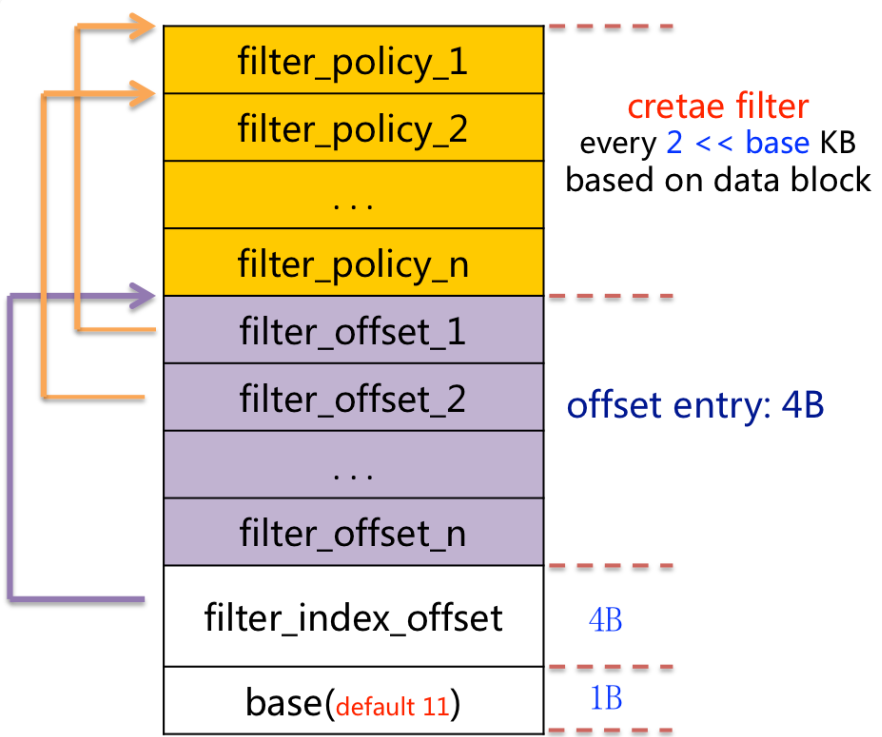 filter_policy_1
filter_policy_2
...
filter_policy_n
cretae filter
every 2 << base KB
based on data block
filter_offset_1
filter_offset_2
...
filter_offset_n
offset entry: 4B
filter_index_offset
4B
base(default 11)
1B